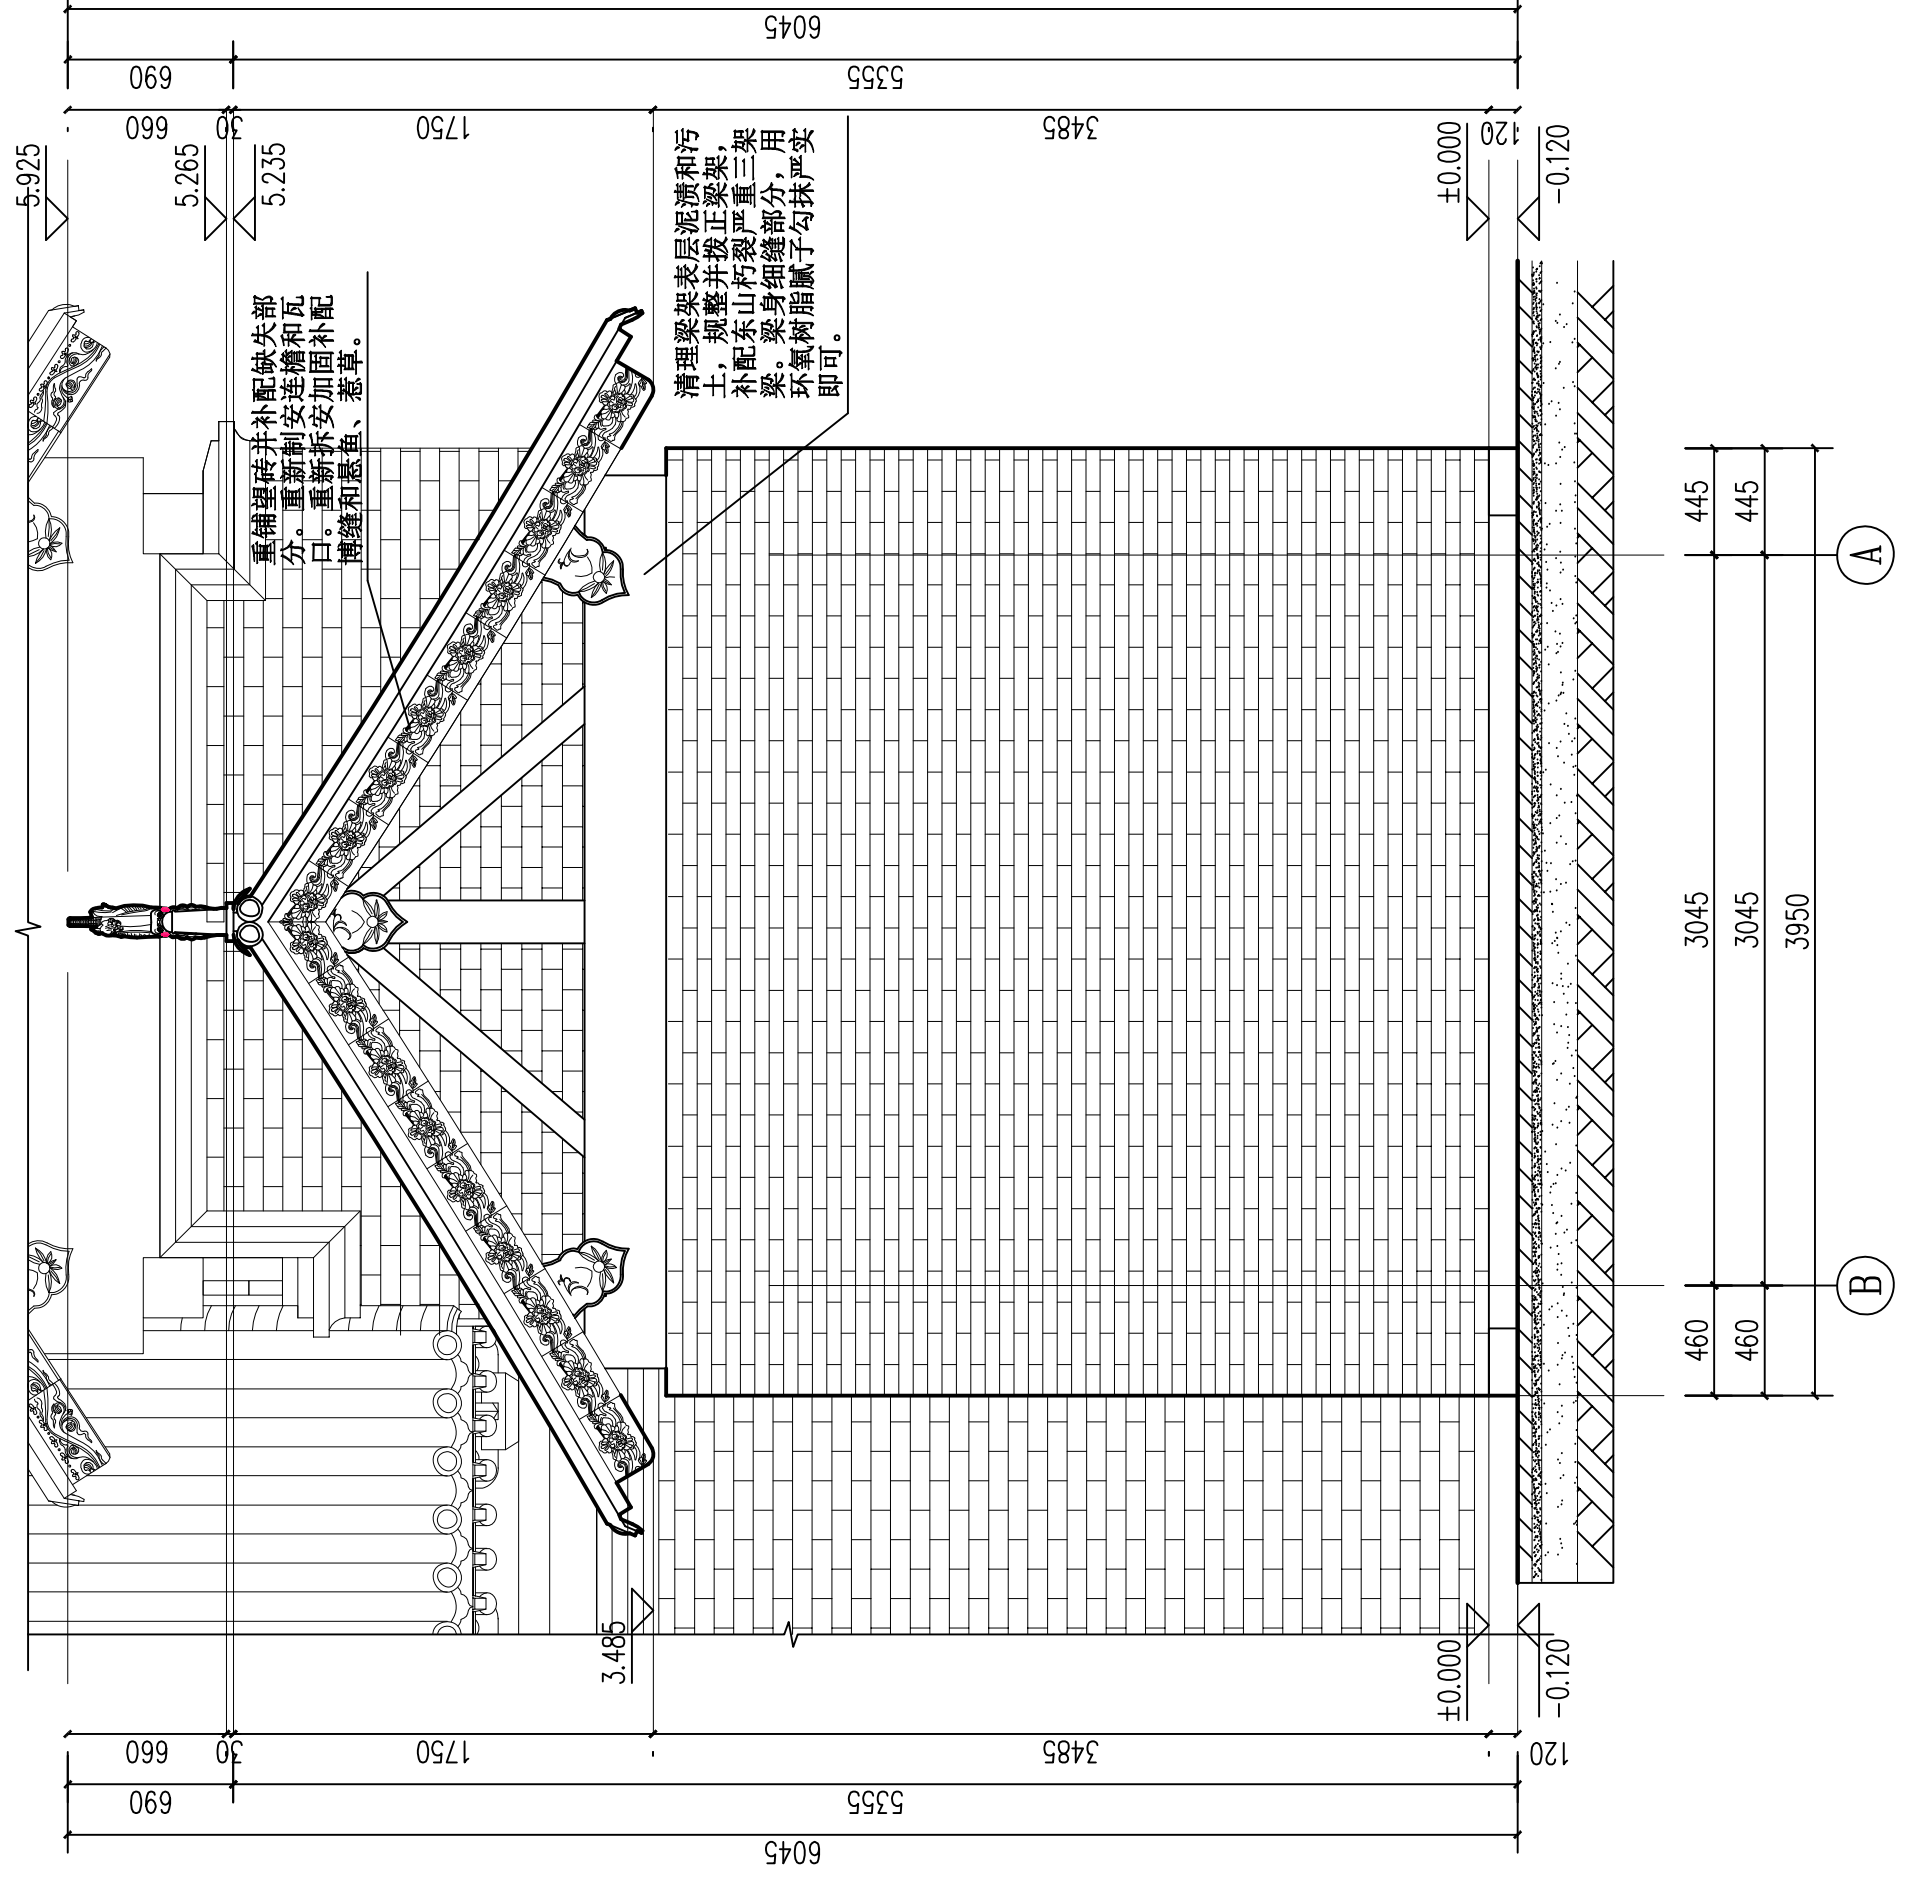 6045
690
5355
660
30
1750
3485
120
5.925
5.265
5.235
±0.000
-0.120
重铺望砖并补配缺失部
分。重新制安连檐和瓦
口。重新拆安加固补配
博缝和悬鱼、惹草。
清理梁架表层泥渍和污
土，规整并拨正梁架，
补配东山朽裂严重三架
梁。梁身细缝部分，用
环氧树脂腻子勾抹严实
即可。
445
445
A
3045
3045
3950
B
460
460
3.485
±0.000
-0.120
660
30
1750
3485
120
690
5355
6045